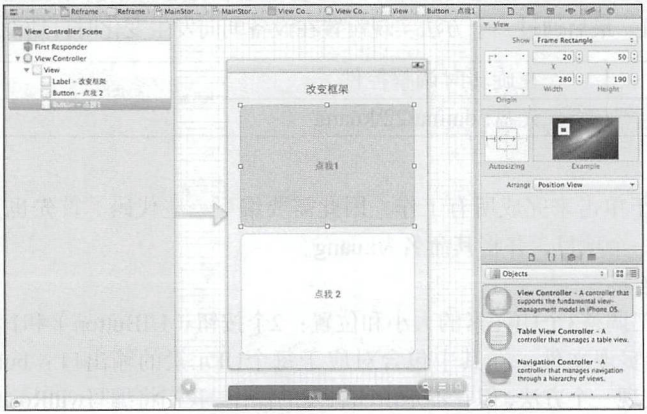 Reframe
Reframe
MainStor...
MainStor...
View Co...
View Co...
View
Button - 点我1
View Controller Scene
First Responder
View Controller
View
Label - 改变框架
Button - 点我 2
Button - 点我1
改变框架
点我1
点我 2
View
Show Frame Rectangle
20 50
X Y
280 190
Width Height
Origin
Autosizing Example
Arrange Position View
Objects
View Controller - A controller that
supports the fundamental view-
management model in iPhone OS.
Table View Controller - A
controller that manages a table view.
Navigation Controller - A
controller that manages navigation
through a hierarchy of views.